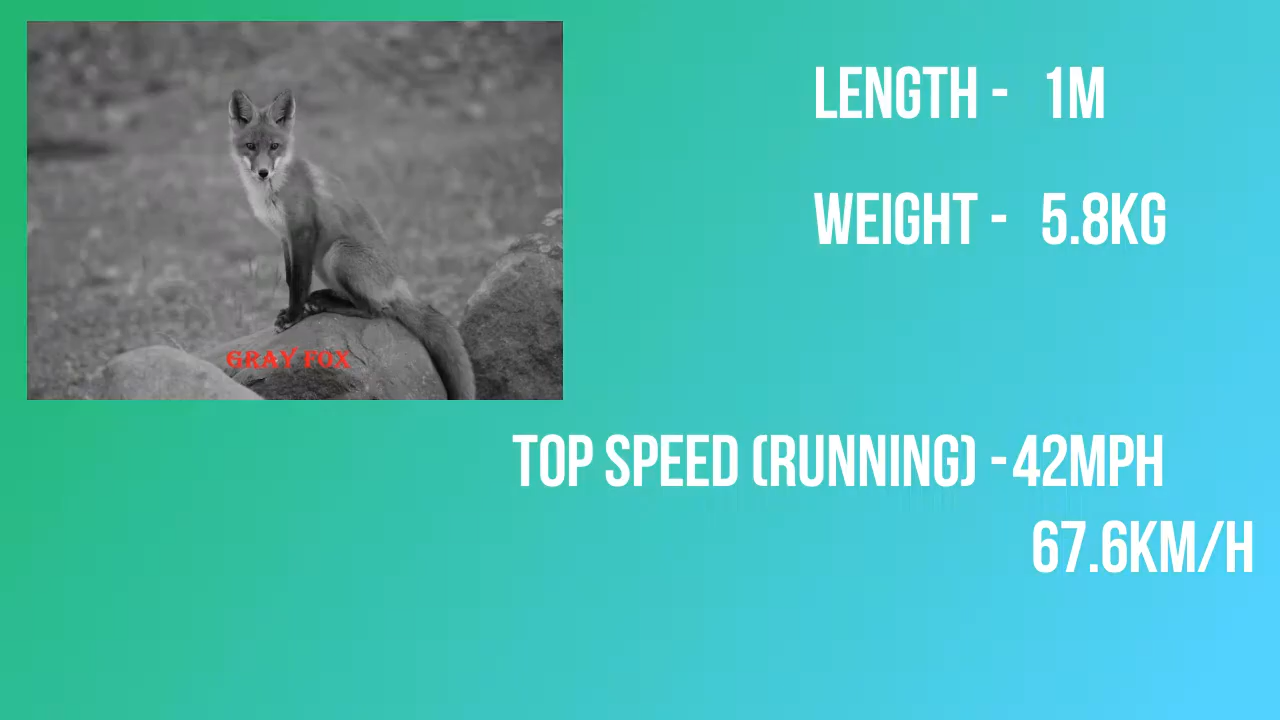 LENGTH - 1M
WEIGHT - 5.8KG
GRAY FOX
TOP SPEED (RUNNING) -42MPH
67.6KM/H